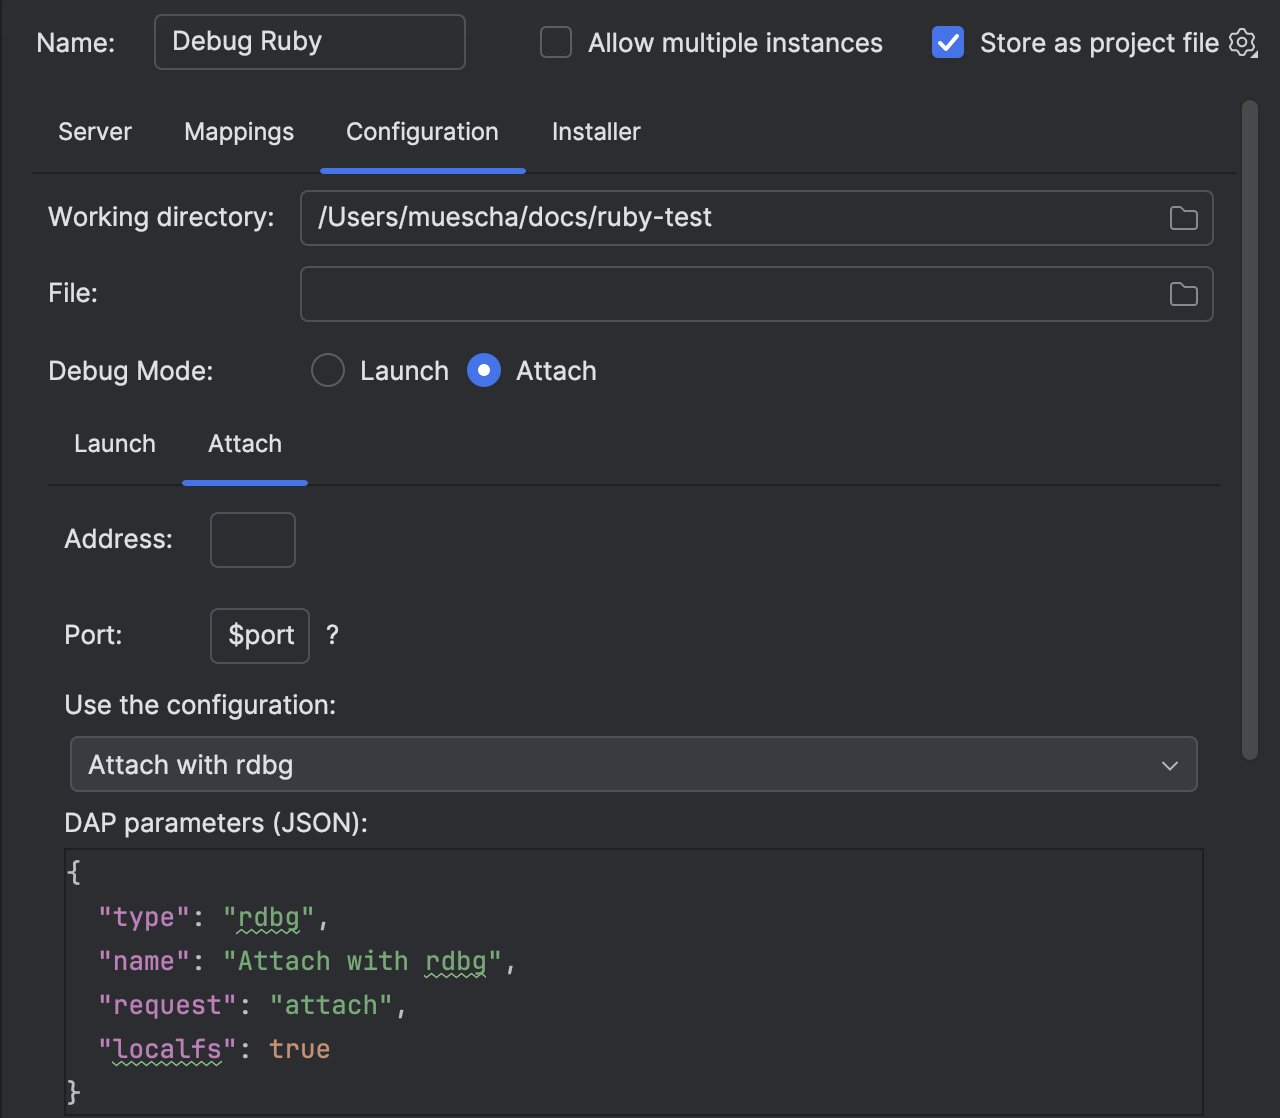 Name: Debug Ruby Allow multiple instances Store as project file
Server Mappings Configuration Installer
Working directory: /Users/muescha/docs/ruby-test
File:
Debug Mode: Launch Attach
Launch Attach
Address:
Port: $port ?
Use the configuration:
Attach with rdbg
DAP parameters (JSON):
{
  "type": "rdbg",
  "name": "Attach with rdbg",
  "request": "attach",
  "localfs": true
}